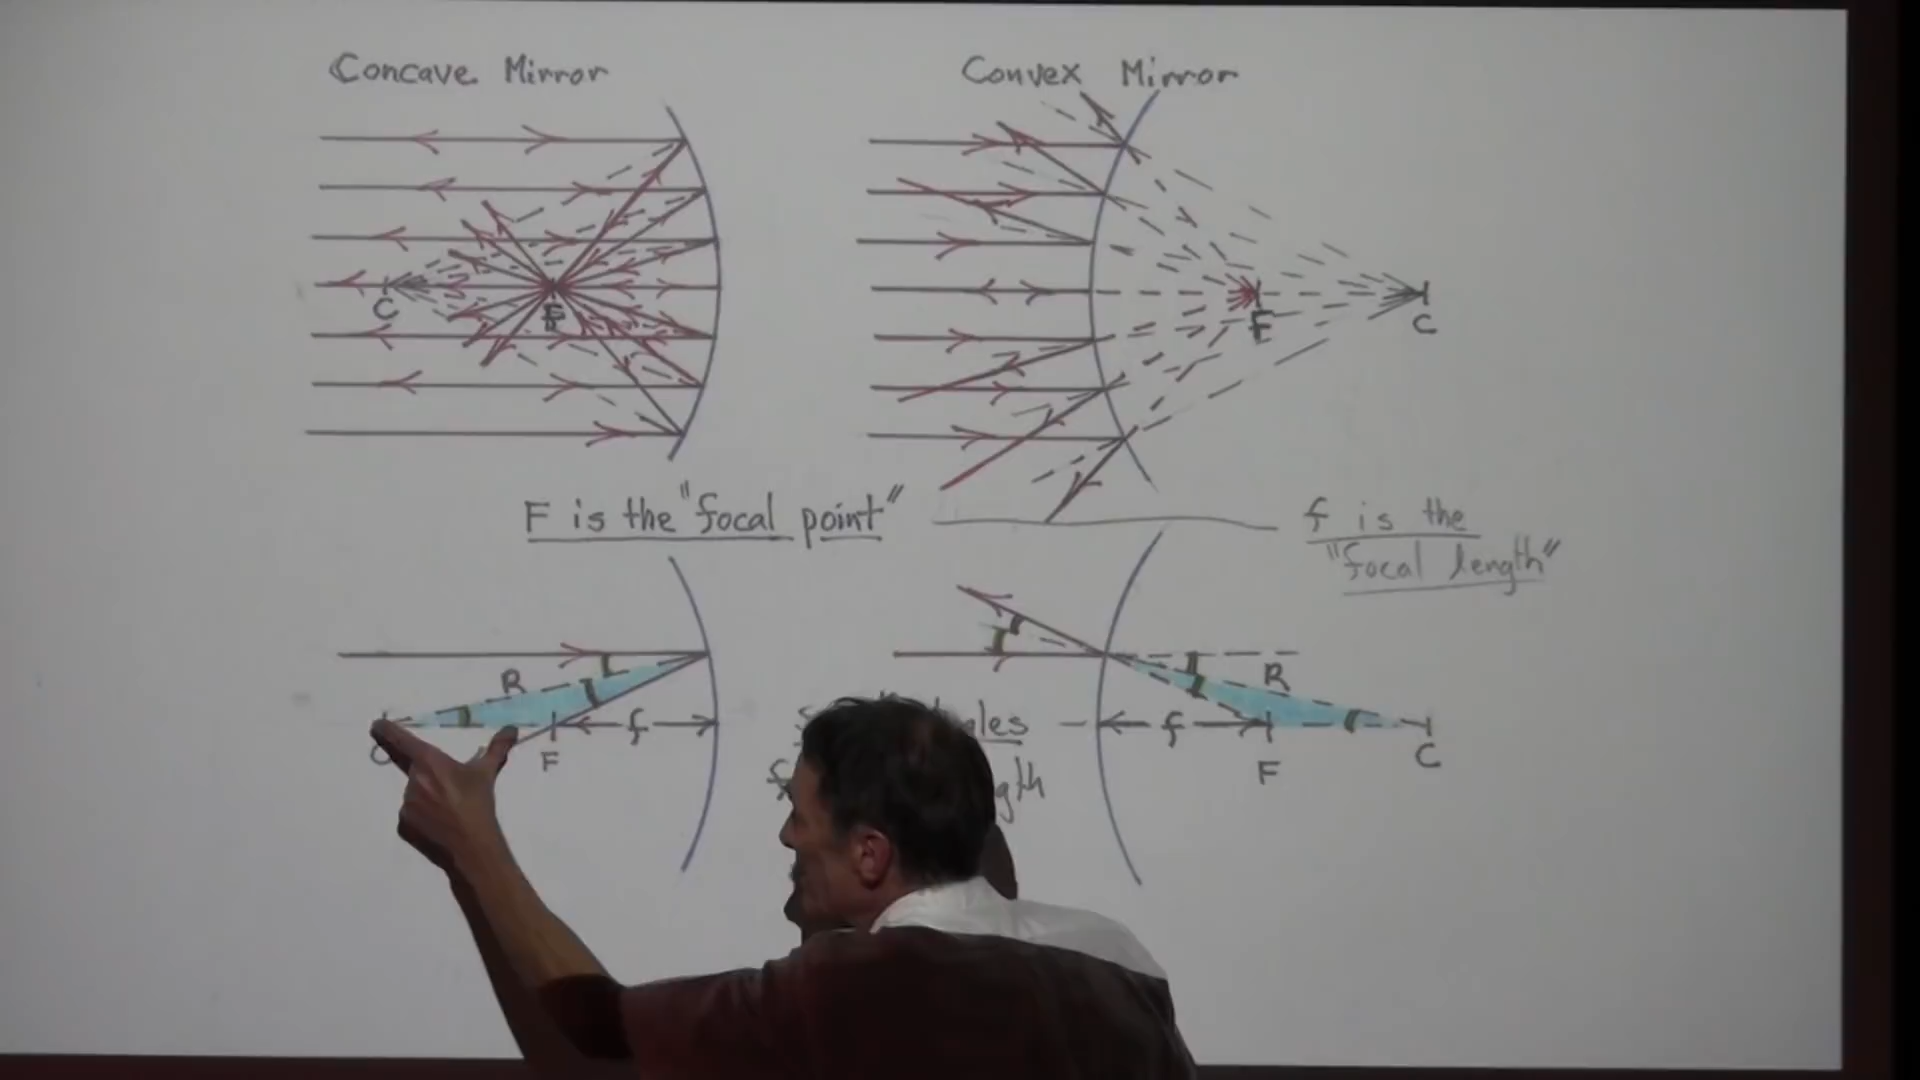 Concave Mirror
Convex Mirror
C
F
F
C
F is the "focal point"
f is the
"focal length"
R
R
f
f
C
F
F
C